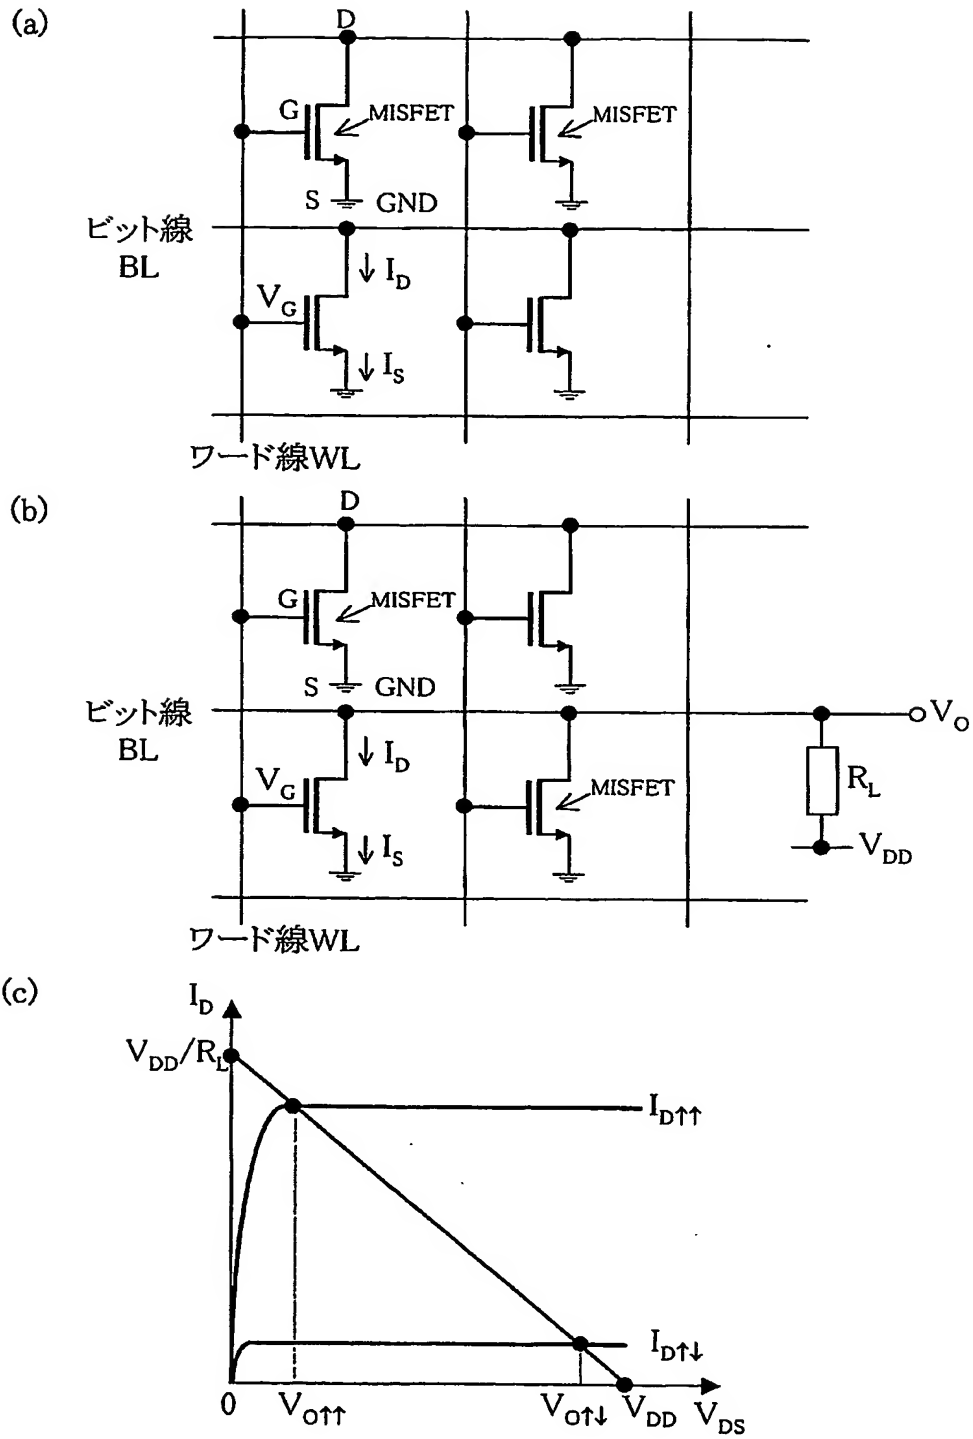 (a)
D
G
MISFET
MISFET
S GND
ビット線
BL
I_D
V_G
I_S
ワード線WL
(b)
D
G
MISFET
S GND
ビット線
BL
V_O
I_D
V_G
MISFET
R_L
I_S
V_DD
ワード線WL
(c)
I_D
V_DD/R_L
I_D↑↑
I_D↑↓
0 V_O↑↑ V_O↑↓ V_DD V_DS